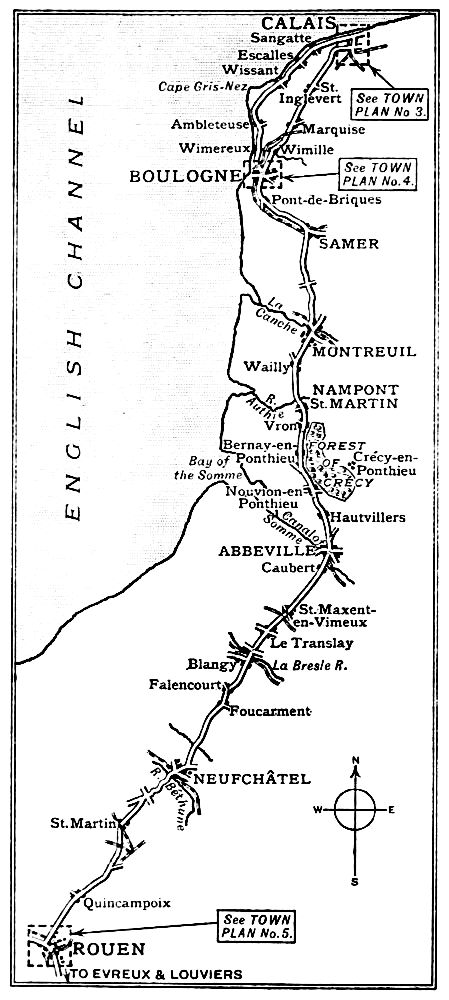 CALAIS
Sangatte
Escalles
Wissant
Cape Gris-Nez
St.
Inglevert
See TOWN
PLAN No 3.
Ambleteuse
Marquise
Wimereux
Wimille
BOULOGNE
See TOWN
PLAN No.4.
Pont-de-Briques
SAMER
ENGLISH CHANNEL
La
Canche
MONTREUIL
Wailly
NAMPONT
St. MARTIN
R.
Authie
Vron
Bernay-en-
Ponthieu
FOREST
OF
CRÉCY
Crécy-en-
Ponthieu
Bay of
the Somme
Nouvion-en-
Ponthieu
Hautvillers
Canal of
Somme
ABBEVILLE
Caubert
St. Maxent-
en-Vimeux
Le Translay
Blangy
La Bresle R.
Falencourt
Foucarment
NEUFCHÂTEL
R. Béthune
N
W
E
S
St. Martin
Quincampoix
See TOWN
PLAN No.5.
ROUEN
TO EVREUX & LOUVIERS